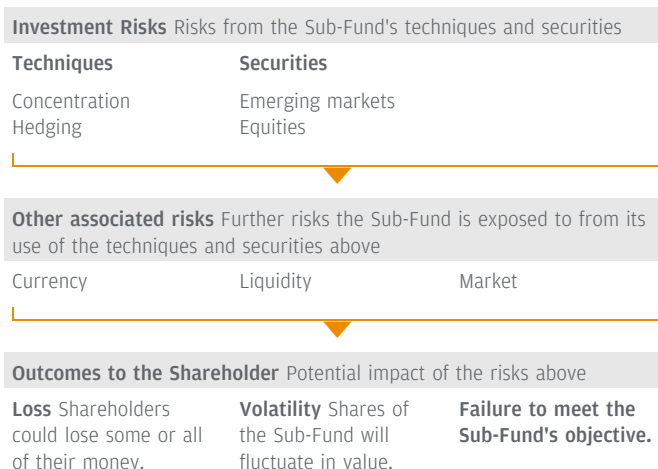 Investment Risks Risks from the Sub-Fund's techniques and securities
Techniques Securities
Concentration Emerging markets
Hedging Equities
Other associated risks Further risks the Sub-Fund is exposed to from its
use of the techniques and securities above
Currency Liquidity Market
Outcomes to the Shareholder Potential impact of the risks above
Loss Shareholders
could lose some or all
of their money.
Volatility Shares of
the Sub-Fund will
fluctuate in value.
Failure to meet the
Sub-Fund's objective.